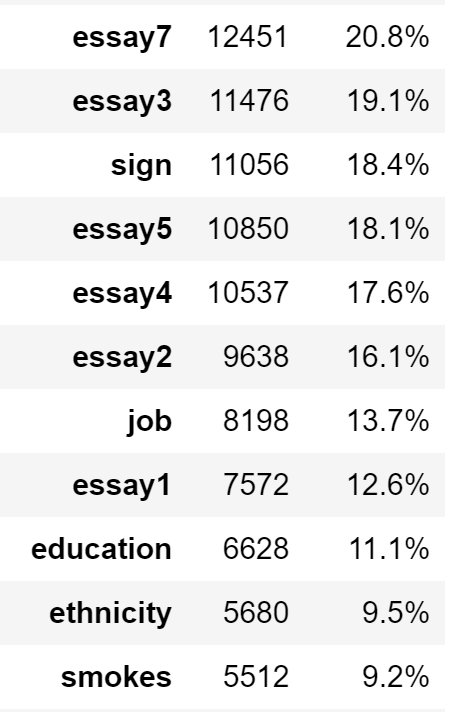 essay7 12451 20.8%
essay3 11476 19.1%
sign 11056 18.4%
essay5 10850 18.1%
essay4 10537 17.6%
essay2 9638 16.1%
job 8198 13.7%
essay1 7572 12.6%
education 6628 11.1%
ethnicity 5680 9.5%
smokes 5512 9.2%